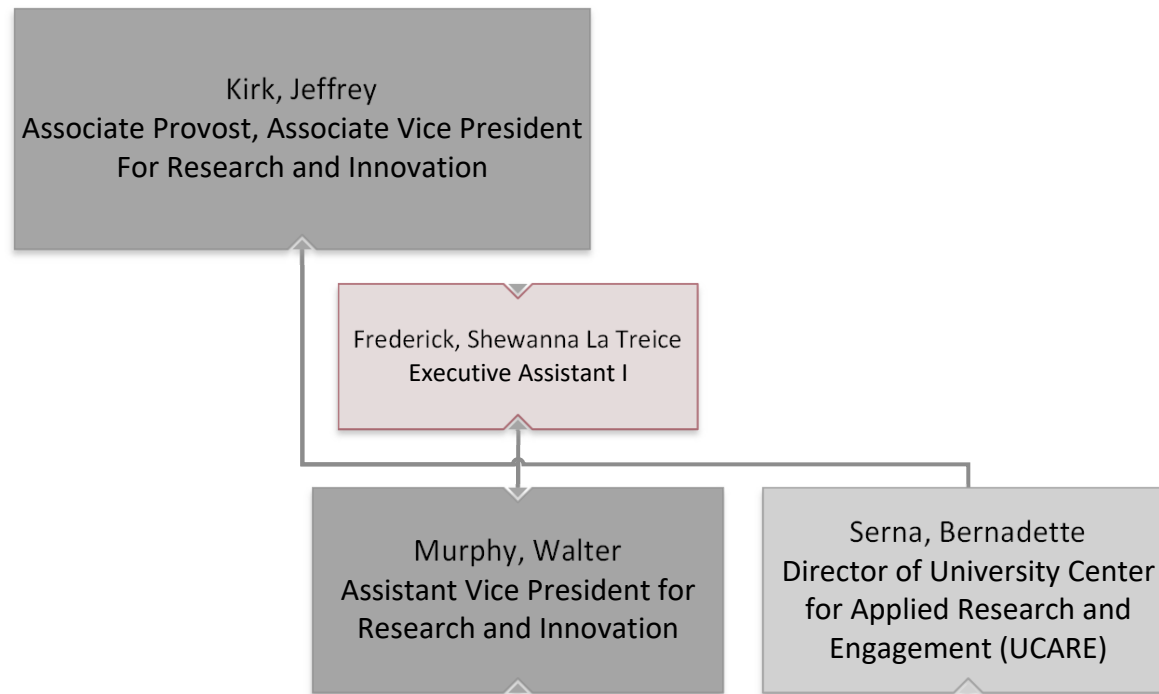 Kirk, Jeffrey
Associate Provost, Associate Vice President
For Research and Innovation
Frederick, Shewanna La Treice
Executive Assistant I
Murphy, Walter
Assistant Vice President for
Research and Innovation
Serna, Bernadette
Director of University Center
for Applied Research and
Engagement (UCARE)